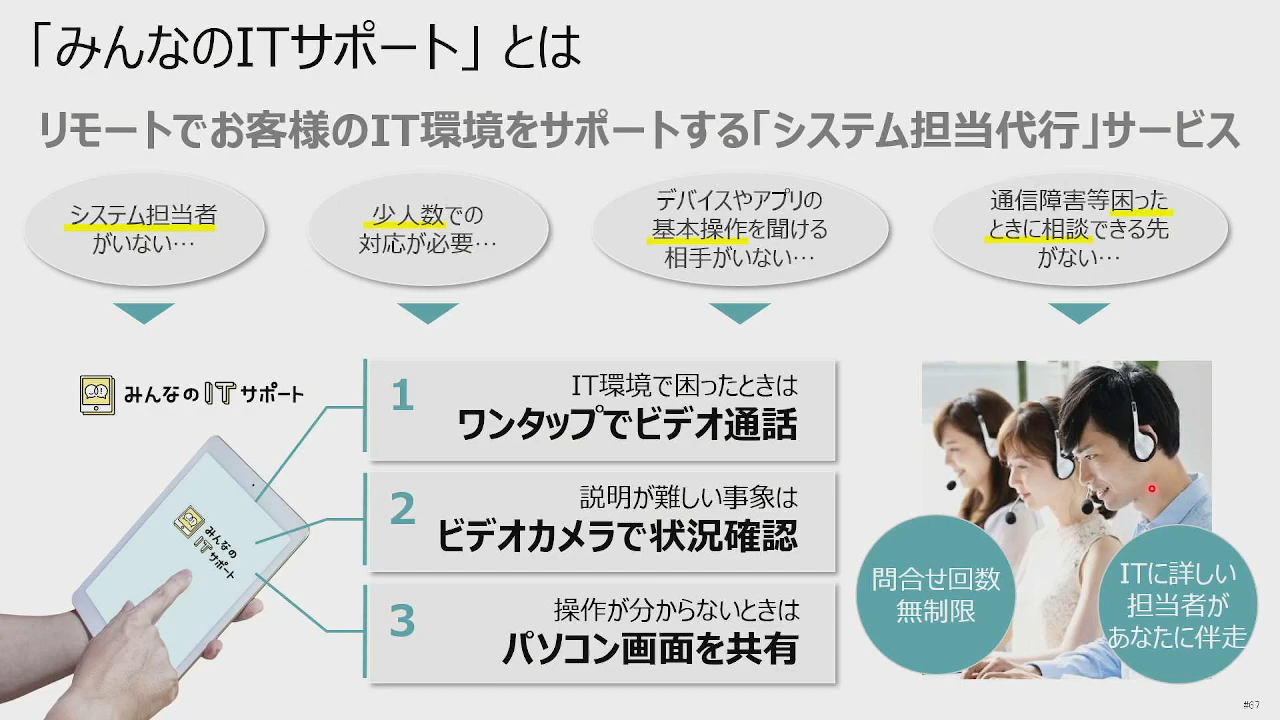 「みんなのITサポート」とは
リモートでお客様のIT環境をサポートする「システム担当代行」サービス
システム担当者
がいない…
少人数での
対応が必要…
デバイスやアプリの
基本操作を聞ける
相手がいない…
通信障害等困った
ときに相談できる先
がない…
みんなのITサポート
みんなの
IT
サポート
1
IT環境で困ったときは
ワンタップでビデオ通話
2
説明が難しい事象は
ビデオカメラで状況確認
3
操作が分からないときは
パソコン画面を共有
問合せ回数
無制限
ITに詳しい
担当者が
あなたに伴走
#67